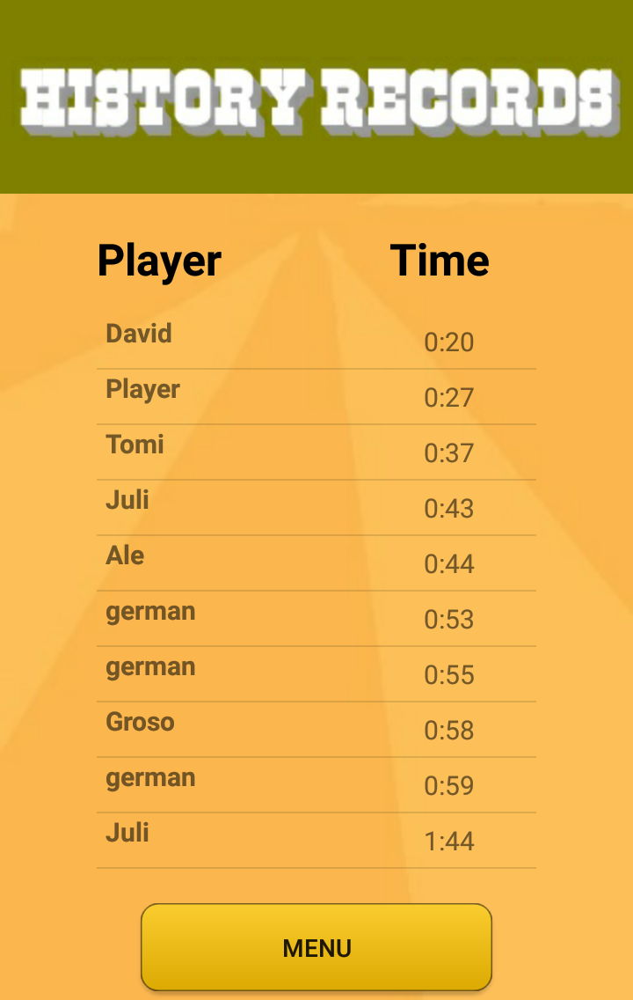 HISTORY RECORDS
Player Time
David 0:20
Player 0:27
Tomi 0:37
Juli 0:43
Ale 0:44
german 0:53
german 0:55
Groso 0:58
german 0:59
Juli 1:44
MENU